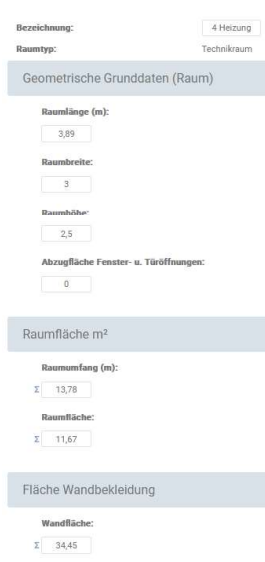 Bezeichnung: 4 Heizung
Raumtyp: Technikraum
Geometrische Grunddaten (Raum)
Raumlänge (m):
3,89
Raumbreite:
3
Raumhöhe:
2,5
Abzugfläche Fenster- u. Türöffnungen:
0
Raumfläche m²
Raumumfang (m):
Σ 13,78
Raumfläche:
Σ 11,67
Fläche Wandbekleidung
Wandfläche:
Σ 34,45